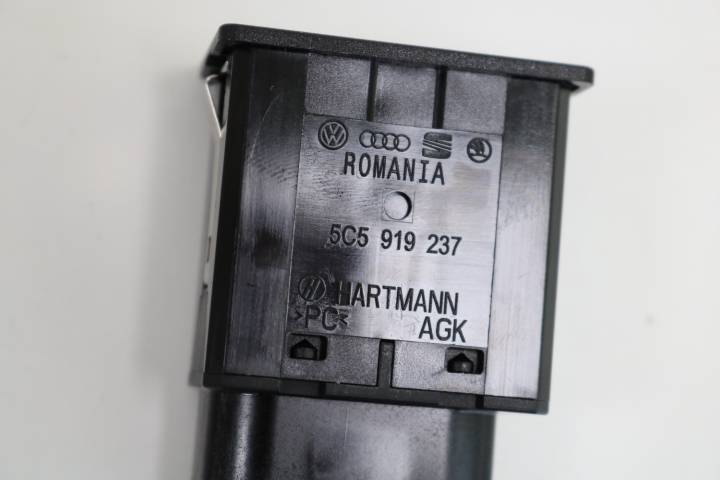 ROMANIA
5C5 919 237
HARTMANN
>PC< AGK